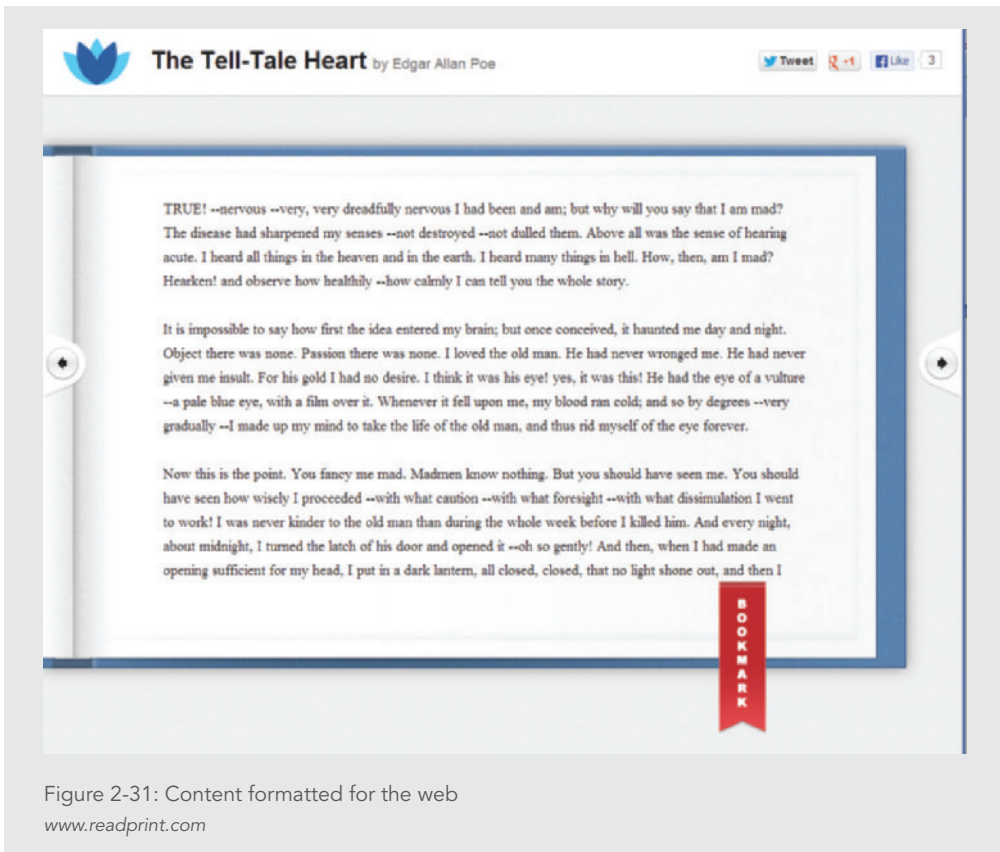 The Tell-Tale Heart by Edgar Allan Poe
Tweet +1 Like 3
TRUE! --nervous --very, very dreadfully nervous I had been and am; but why will you say that I am mad?
The disease had sharpened my senses --not destroyed --not dulled them. Above all was the sense of hearing
acute. I heard all things in the heaven and in the earth. I heard many things in hell. How, then, am I mad?
Hearken! and observe how healthily --how calmly I can tell you the whole story.
It is impossible to say how first the idea entered my brain; but once conceived, it haunted me day and night.
Object there was none. Passion there was none. I loved the old man. He had never wronged me. He had never
given me insult. For his gold I had no desire. I think it was his eye! yes, it was this! He had the eye of a vulture
--a pale blue eye, with a film over it. Whenever it fell upon me, my blood ran cold; and so by degrees --very
gradually --I made up my mind to take the life of the old man, and thus rid myself of the eye forever.
Now this is the point. You fancy me mad. Madmen know nothing. But you should have seen me. You should
have seen how wisely I proceeded --with what caution --with what foresight --with what dissimulation I went
to work! I was never kinder to the old man than during the whole week before I killed him. And every night,
about midnight, I turned the latch of his door and opened it --oh so gently! And then, when I had made an
opening sufficient for my head, I put in a dark lantern, all closed, closed, that no light shone out, and then I
BOOKMARK
Figure 2-31: Content formatted for the web
www.readprint.com